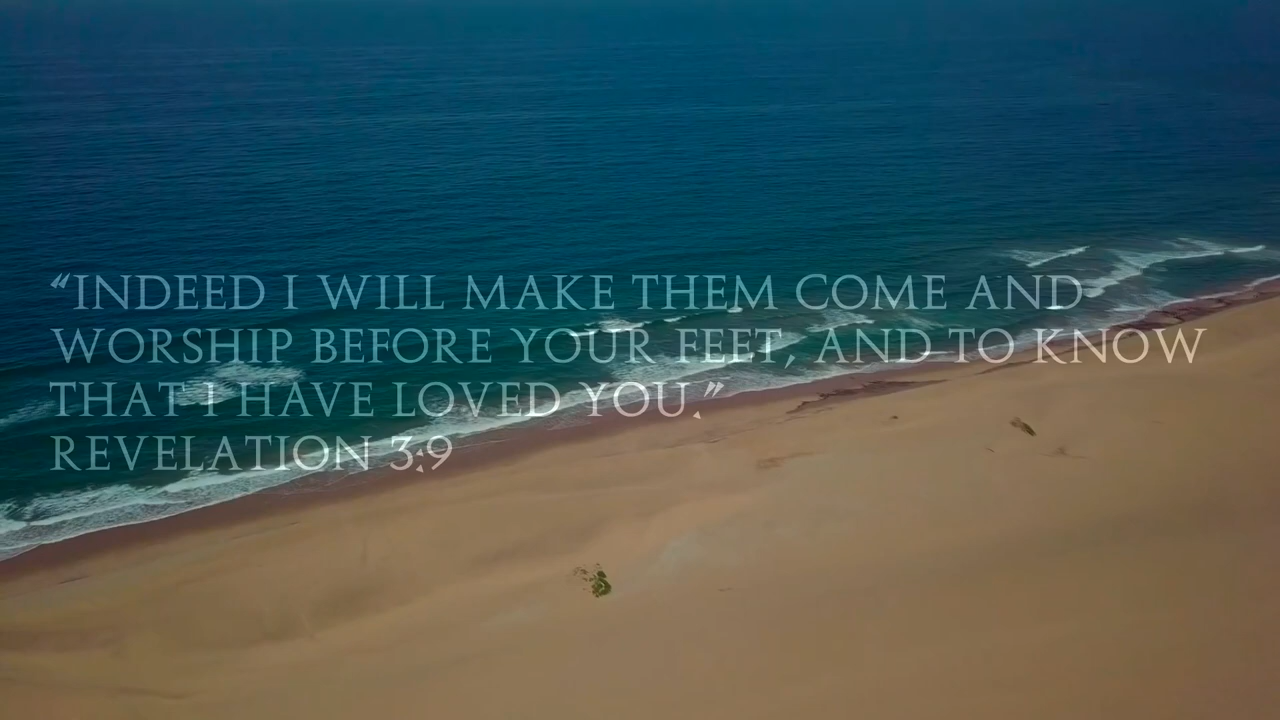 “INDEED I WILL MAKE THEM COME AND
WORSHIP BEFORE YOUR FEET, AND TO KNOW
THAT I HAVE LOVED YOU.”
REVELATION 3:9